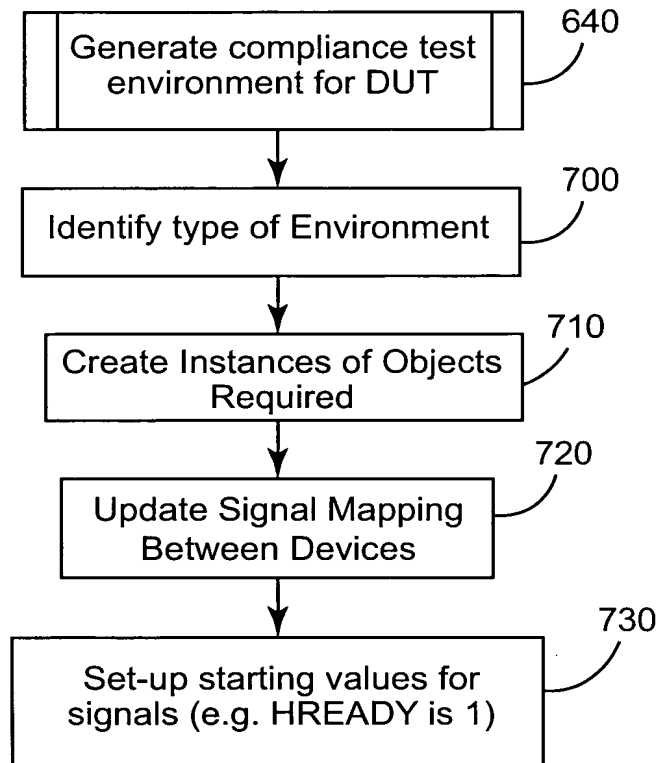 Generate compliance test
environment for DUT
640
Identify type of Environment
700
Create Instances of Objects
Required
710
Update Signal Mapping
Between Devices
720
Set-up starting values for
signals (e.g. HREADY is 1)
730